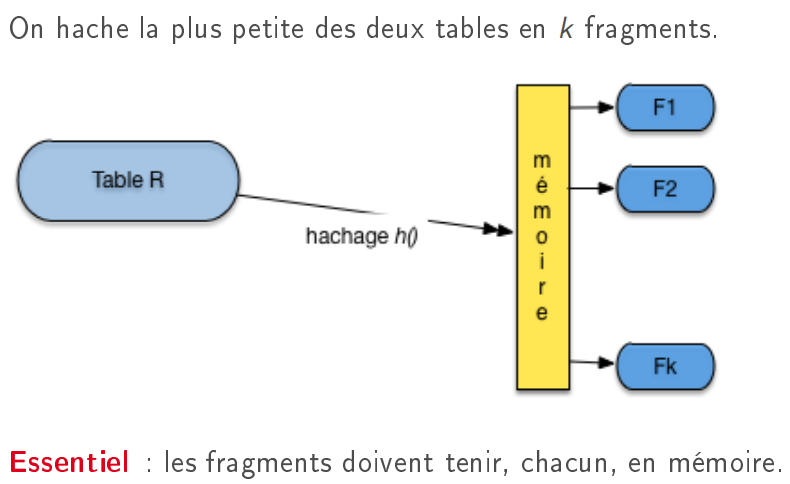 On hache la plus petite des deux tables en k fragments.
Table R
hachage h()
mémoire
F1
F2
Fk
Essentiel : les fragments doivent tenir, chacun, en mémoire.